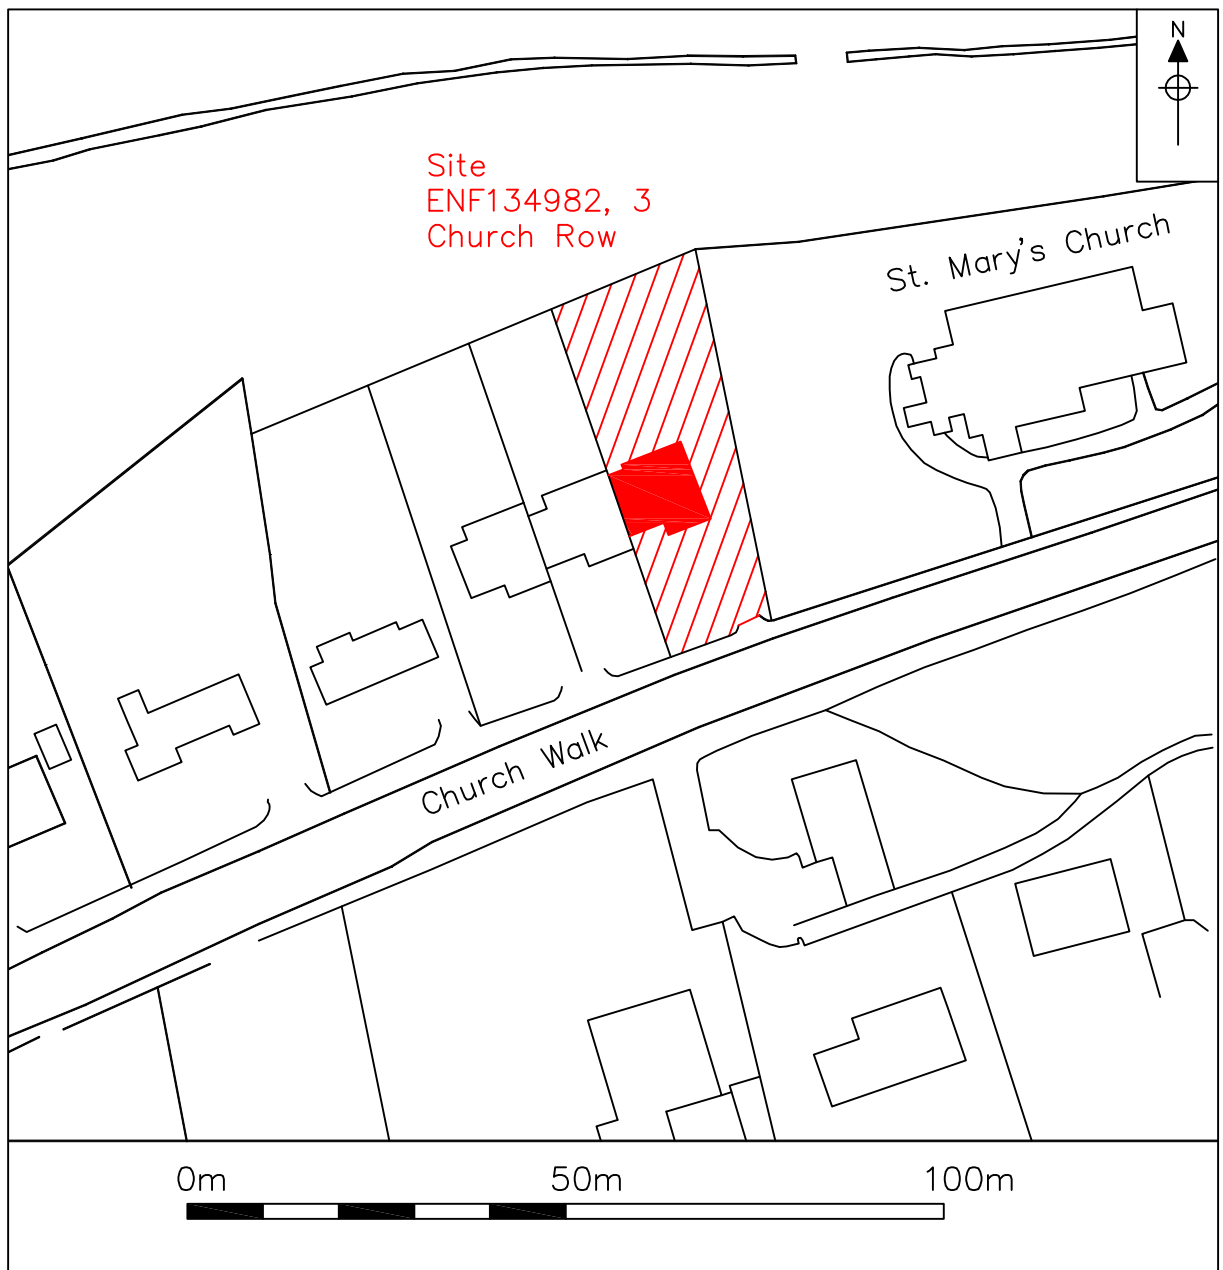 N
Site
ENF134982, 3
Church Row
St. Mary's Church
Church Walk
0m 50m 100m